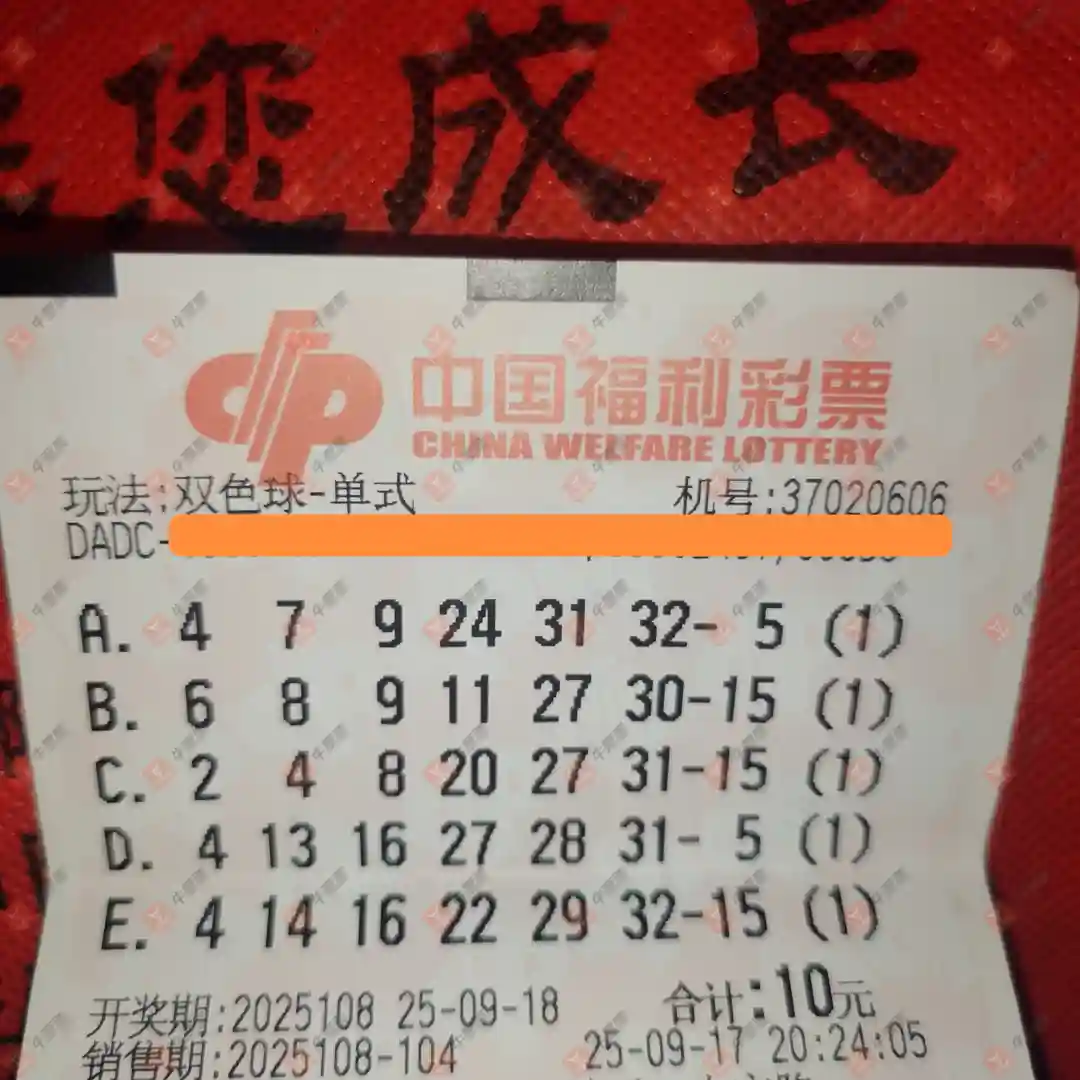 您成长
中国福利彩票
CHINA WELFARE LOTTERY
玩法:双色球-单式 机号:37020606
DADC-
A. 4 7 9 24 31 32- 5 (1)
B. 6 8 9 11 27 30-15 (1)
C. 2 4 8 20 27 31-15 (1)
D. 4 13 16 27 28 31- 5 (1)
E. 4 14 16 22 29 32-15 (1)
开奖期:2025108 25-09-18 合计:10元
销售期:2025108-104 25-09-17 20:24:05